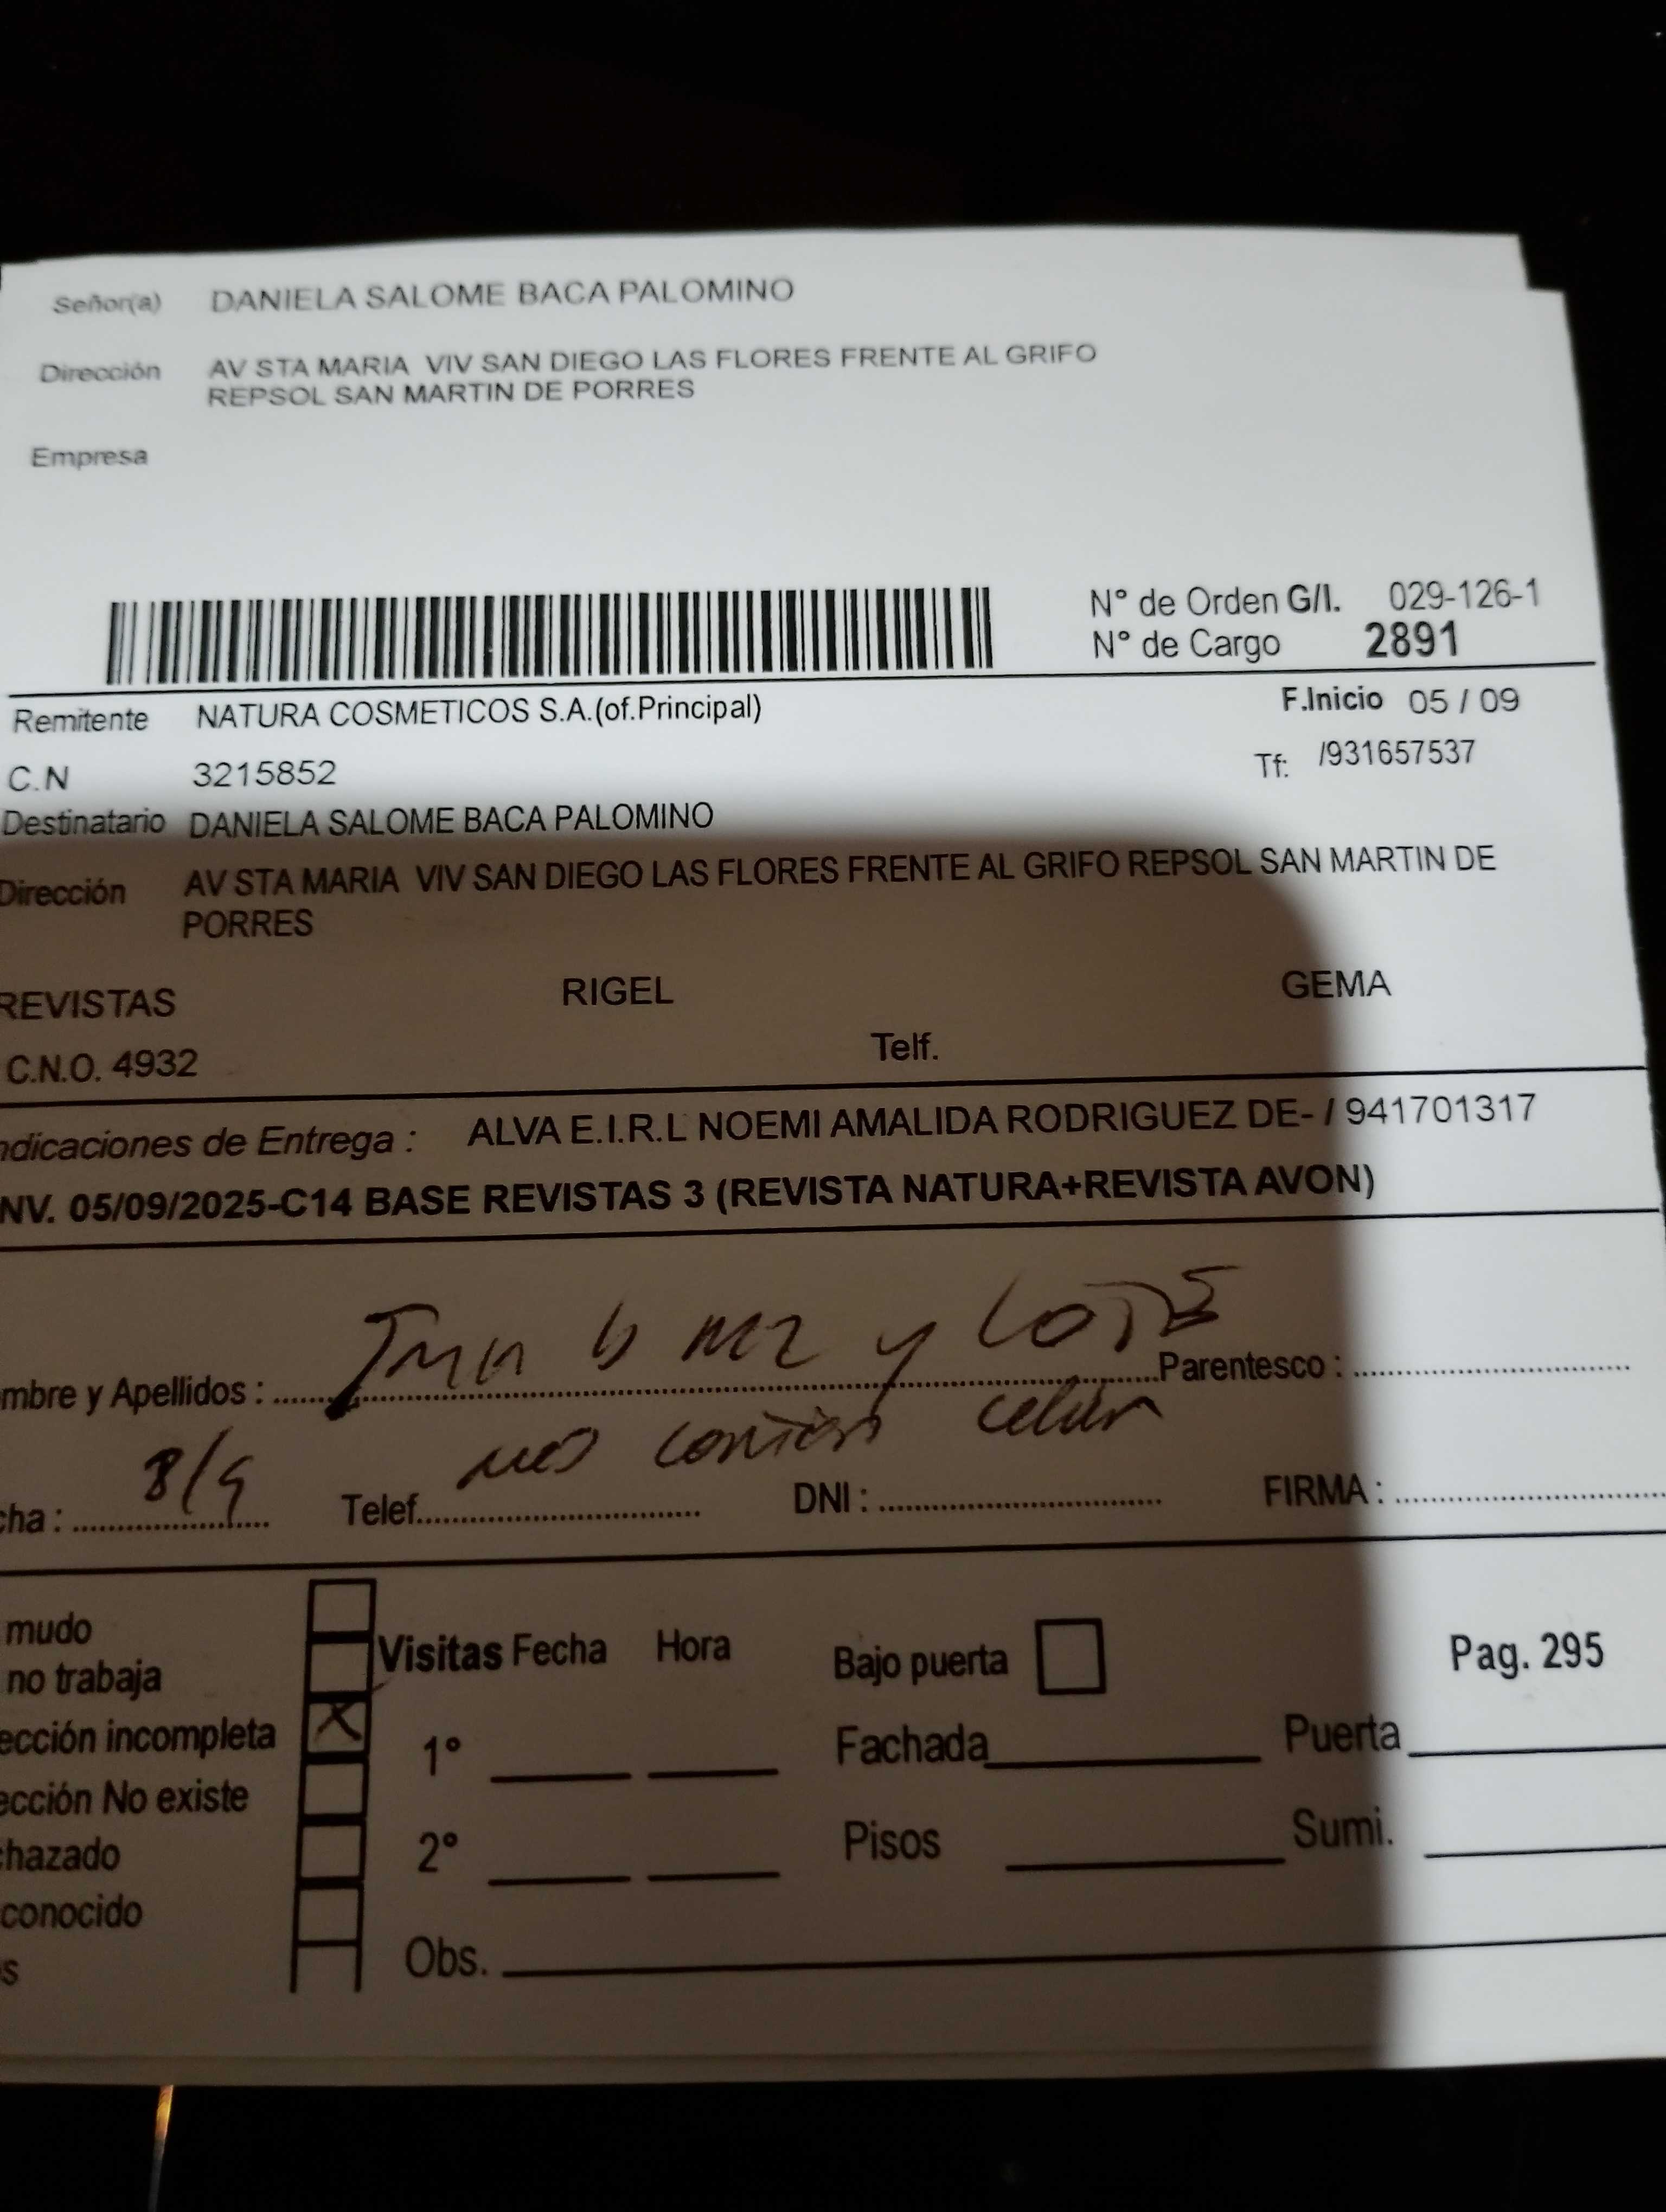 Señor(a) DANIELA SALOME BACA PALOMINO
Dirección AV STA MARIA VIV SAN DIEGO LAS FLORES FRENTE AL GRIFO
REPSOL SAN MARTIN DE PORRES
Empresa
N° de Orden G/I. 029-126-1
N° de Cargo 2891
Remitente NATURA COSMETICOS S.A.(of.Principal) F.Inicio 05 / 09
C.N 3215852 Tf: /931657537
Destinatario DANIELA SALOME BACA PALOMINO
Dirección AV STA MARIA VIV SAN DIEGO LAS FLORES FRENTE AL GRIFO REPSOL SAN MARTIN DE
PORRES
REVISTAS RIGEL GEMA
C.N.O. 4932 Telf.
ndicaciones de Entrega : ALVA E.I.R.L NOEMI AMALIDA RODRIGUEZ DE- / 941701317
NV. 05/09/2025-C14 BASE REVISTAS 3 (REVISTA NATURA+REVISTA AVON)
mz y
mbre y Apellidos : Parentesco :
cha : 8/9 Telef. DNI : FIRMA :
mudo
no trabaja Visitas Fecha Hora Bajo puerta Pag. 295
ección incompleta X 1° Fachada Puerta
ección No existe
chazado 2° Pisos Sumi.
conocido
s Obs.